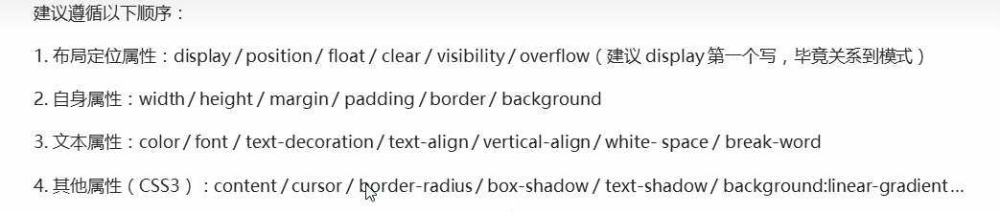 建议遵循以下顺序：
1. 布局定位属性：display / position / float / clear / visibility / overflow（建议 display 第一个写，毕竟关系到模式）
2. 自身属性：width / height / margin / padding / border / background
3. 文本属性：color / font / text-decoration / text-align / vertical-align / white- space / break-word
4. 其他属性（CSS3）：content / cursor / border-radius / box-shadow / text-shadow / background:linear-gradient…